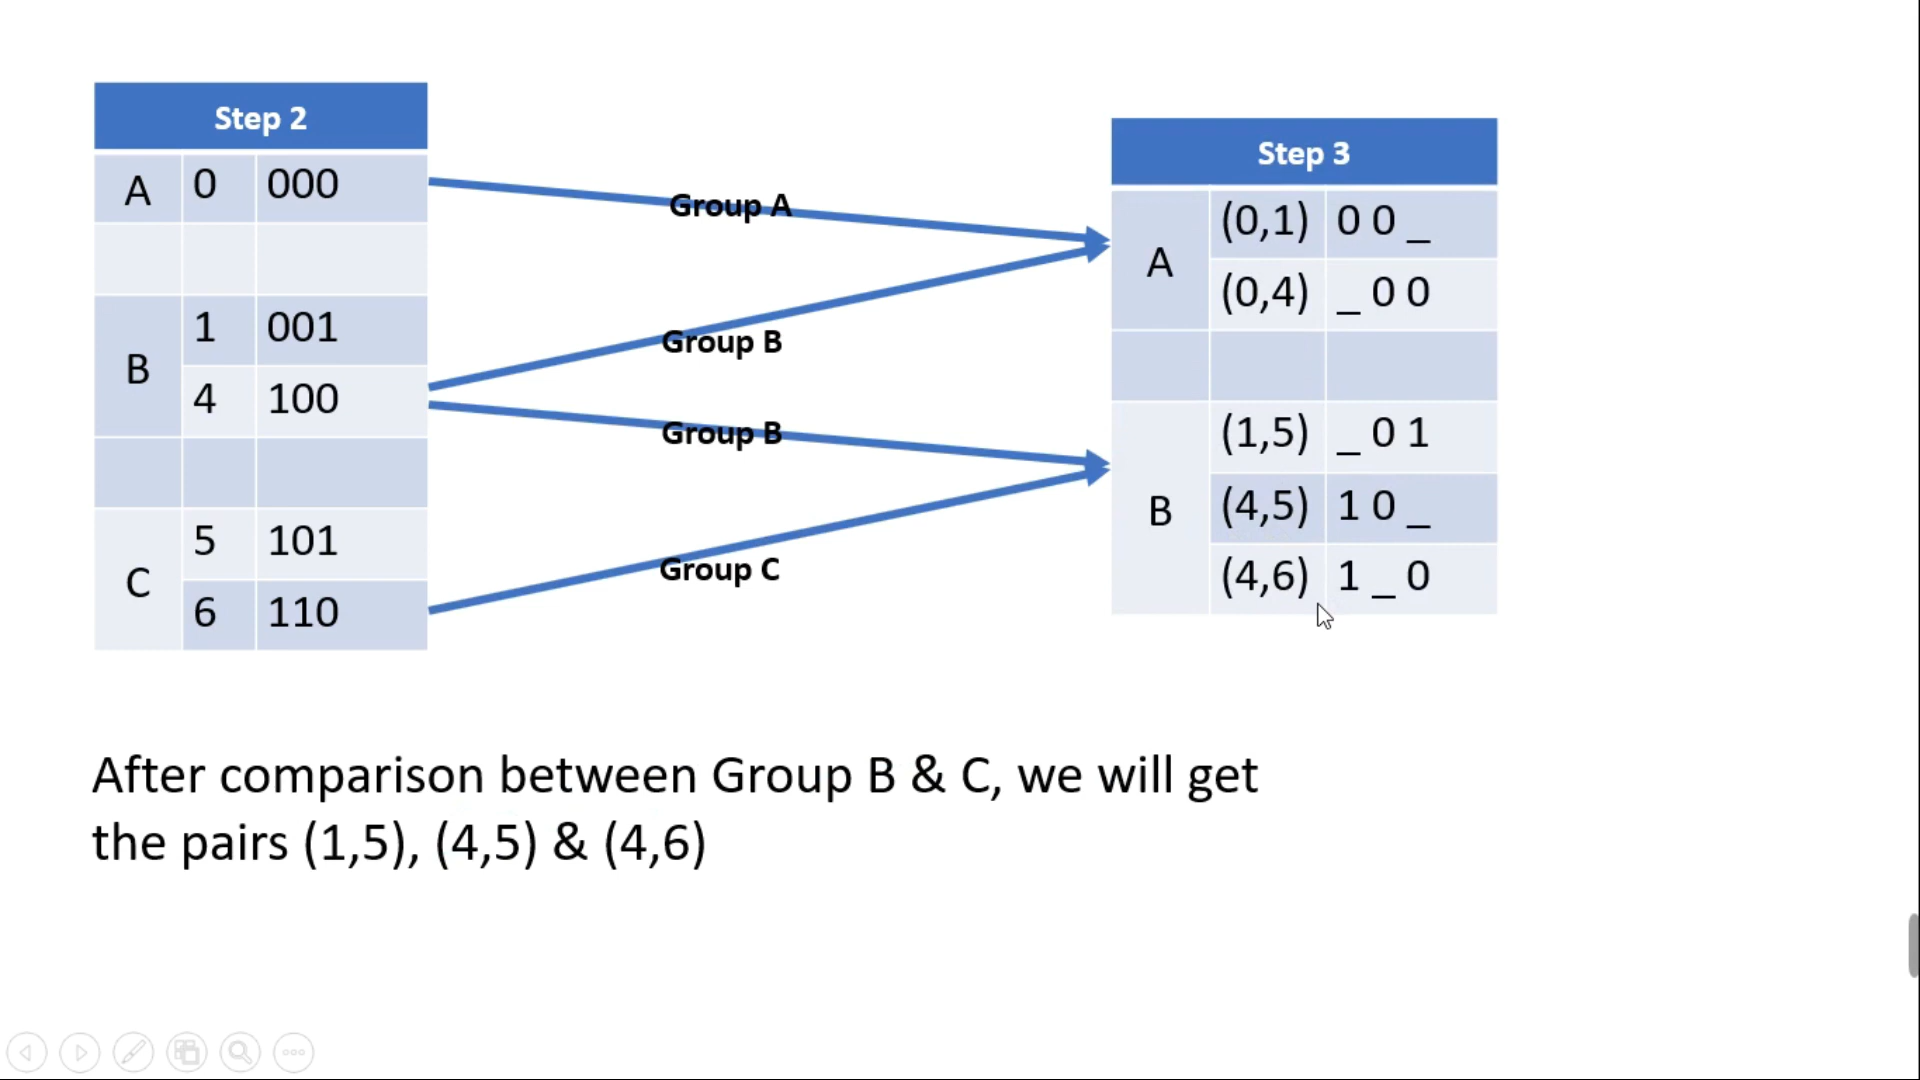 Step 2
A 0 000
B
1 001
4 100
C
5 101
6 110
Group A
Group B
Group B
Group C
Step 3
A
(0,1) 0 0 _
(0,4) _ 0 0
B
(1,5) _ 0 1
(4,5) 1 0 _
(4,6) 1 _ 0
After comparison between Group B & C, we will get
the pairs (1,5), (4,5) & (4,6)